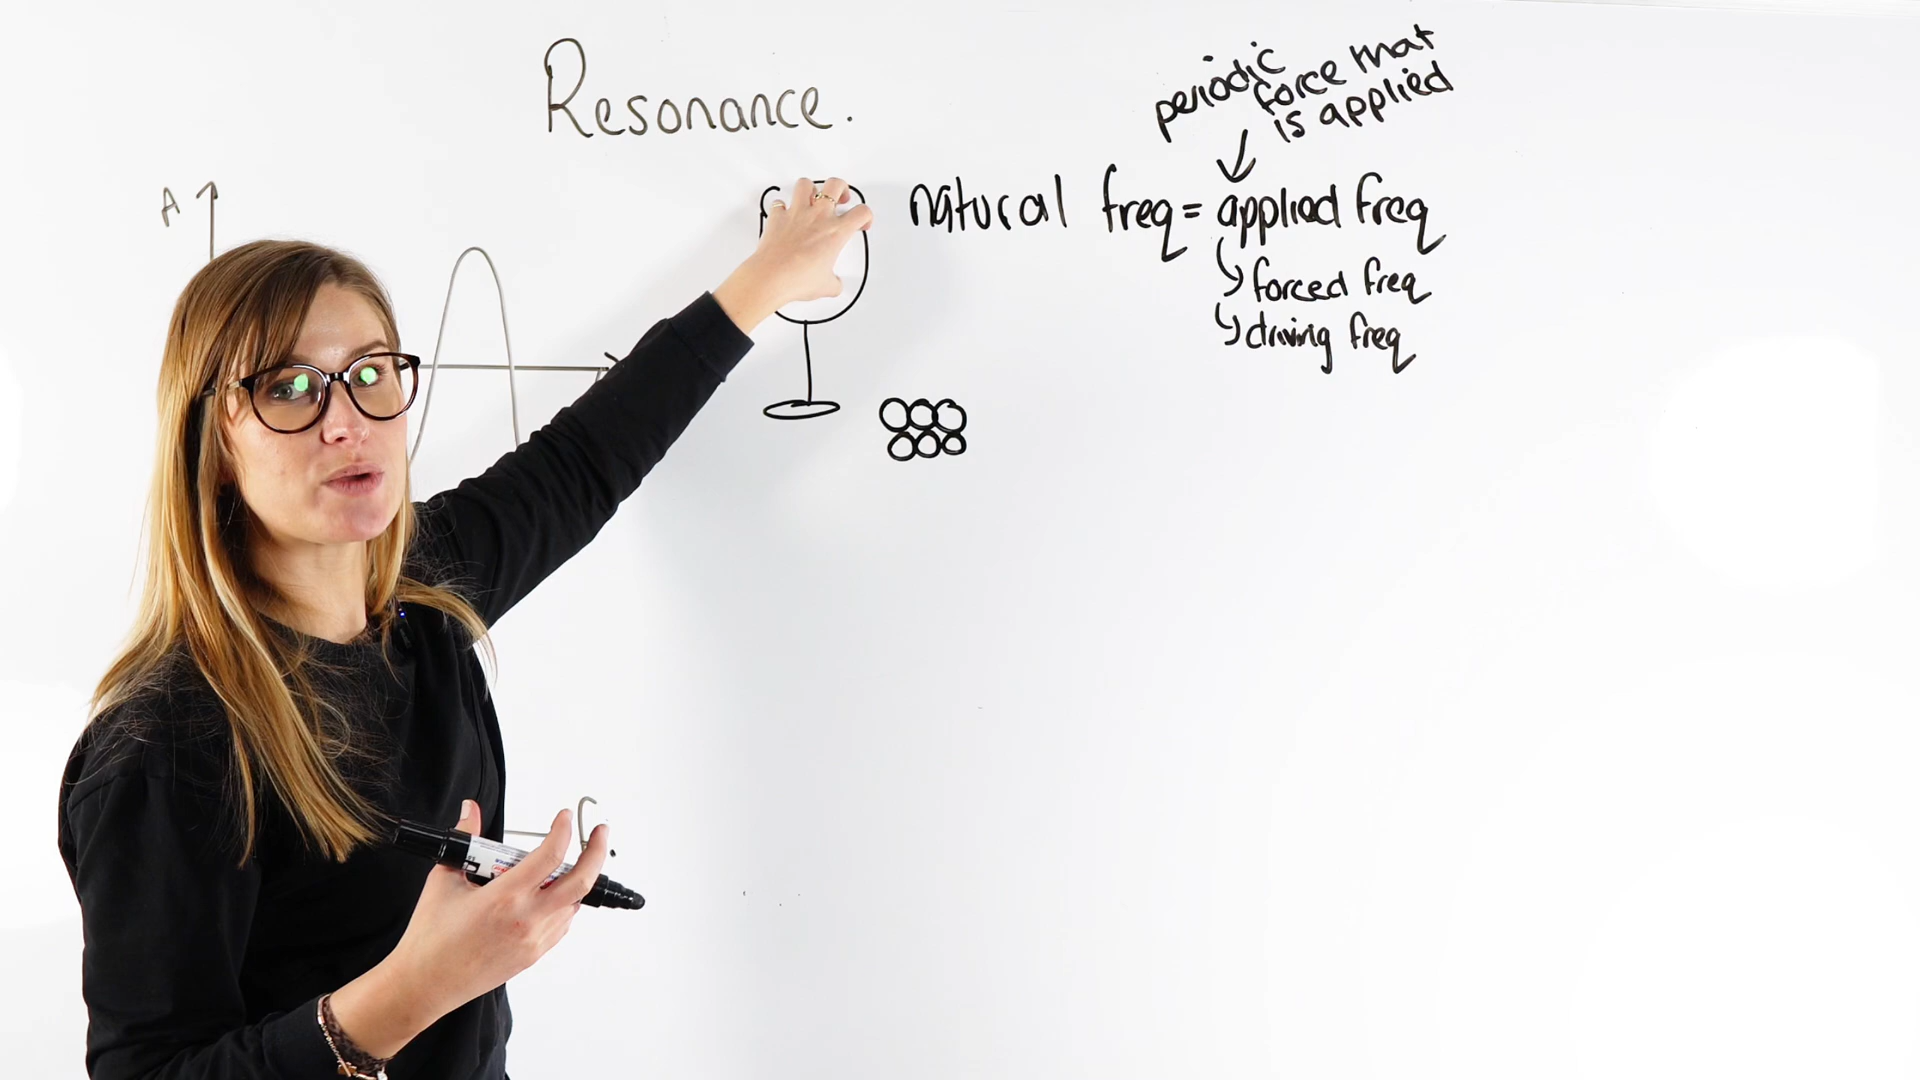 Resonance.
periodic
force that
is applied
A
natural freq = applied freq
↳ forced freq
↳ driving freq